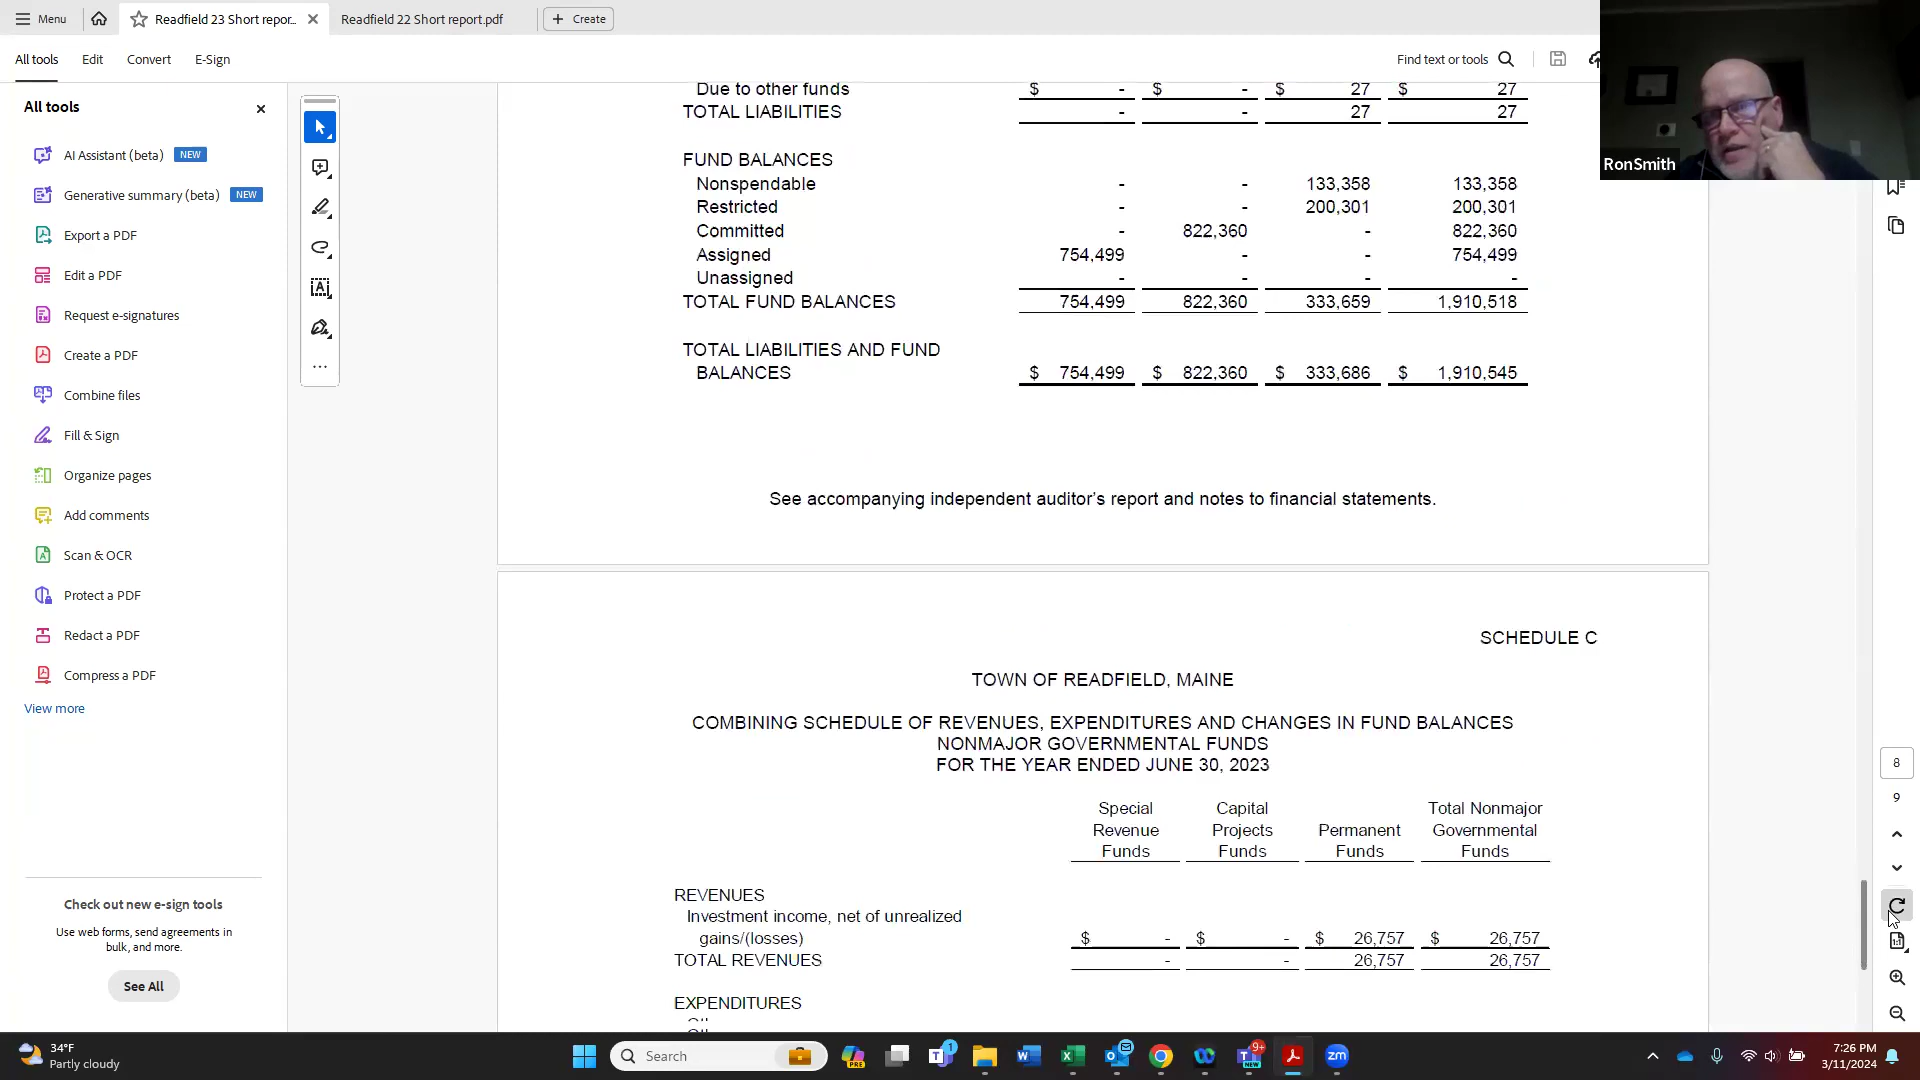 Menu
Readfield 23 Short repor...
Readfield 22 Short report.pdf
Create
All tools
Edit
Convert
E-Sign
Find text or tools
All tools
AI Assistant (beta) NEW
Generative summary (beta) NEW
Export a PDF
Edit a PDF
Request e-signatures
Create a PDF
Combine files
Fill & Sign
Organize pages
Add comments
Scan & OCR
Protect a PDF
Redact a PDF
Compress a PDF
View more
Check out new e-sign tools
Use web forms, send agreements in
bulk, and more.
See All
Due to other funds $ - $ - $ 27 $ 27
TOTAL LIABILITIES - - 27 27
FUND BALANCES
Nonspendable - - 133,358 133,358
Restricted - - 200,301 200,301
Committed - 822,360 - 822,360
Assigned 754,499 - - 754,499
Unassigned - - - -
TOTAL FUND BALANCES 754,499 822,360 333,659 1,910,518
TOTAL LIABILITIES AND FUND
BALANCES $ 754,499 $ 822,360 $ 333,686 $ 1,910,545
See accompanying independent auditor's report and notes to financial statements.
SCHEDULE C
TOWN OF READFIELD, MAINE
COMBINING SCHEDULE OF REVENUES, EXPENDITURES AND CHANGES IN FUND BALANCES
NONMAJOR GOVERNMENTAL FUNDS
FOR THE YEAR ENDED JUNE 30, 2023
Special Capital Total Nonmajor
Revenue Projects Permanent Governmental
Funds Funds Funds Funds
REVENUES
Investment income, net of unrealized
gains/(losses) $ - $ - $ 26,757 $ 26,757
TOTAL REVENUES - - 26,757 26,757
EXPENDITURES
RonSmith
8
9
34°F
Partly cloudy
Search
PRE
1
9+
NEW
zm
7:26 PM
3/11/2024